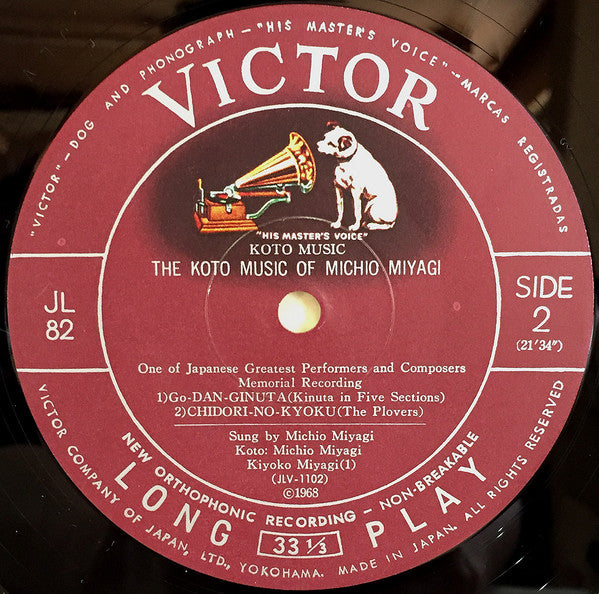 "VICTOR" — DOG AND PHONOGRAPH — "HIS MASTER'S VOICE" — MARCAS REGISTRADAS
VICTOR
"HIS MASTER'S VOICE"
KOTO MUSIC
THE KOTO MUSIC OF MICHIO MIYAGI
JL
82
SIDE
2
(21'34")
One of Japanese Greatest Performers and Composers
Memorial Recording
1)Go-DAN-GINUTA(Kinuta in Five Sections)
2)CHIDORI-NO-KYOKU(The Plovers)
Sung by Michio Miyagi
Koto: Michio Miyagi
Kiyoko Miyagi(1)
(JLV-1102)
©1968
NEW ORTHOPHONIC RECORDING — NON-BREAKABLE
LONG PLAY
33 1/3
VICTOR COMPANY OF JAPAN, LTD., YOKOHAMA. MADE IN JAPAN. ALL RIGHTS RESERVED